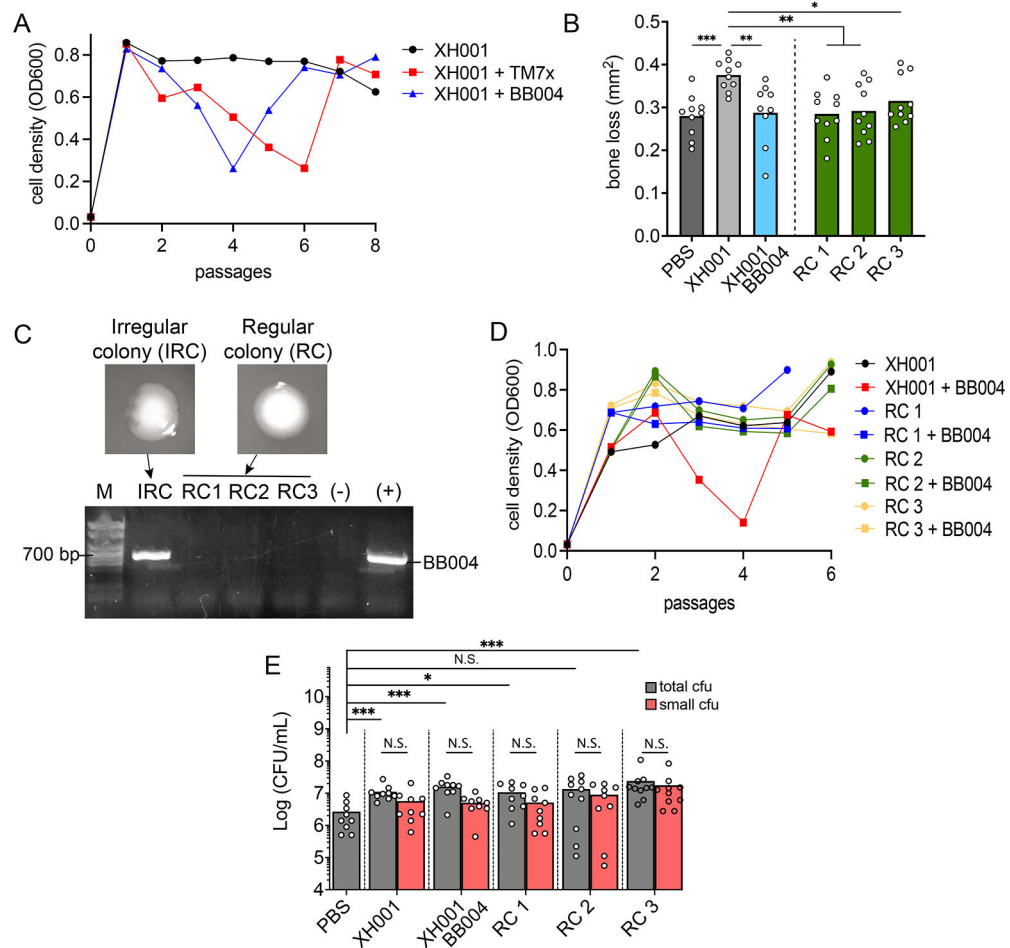 A
cell density (OD600)
0.8
0.6
0.4
0.2
0.0
0 2 4 6 8
passages
XH001
XH001 + TM7x
XH001 + BB004
B
bone loss (mm²)
0.5
0.4
0.3
0.2
0.1
0.0
*
**
*** **
PBS
XH001
XH001
BB004
RC 1
RC 2
RC 3
C
Irregular
colony (IRC)
Regular
colony (RC)
M IRC RC1 RC2 RC3 (-) (+)
700 bp
BB004
D
cell density (OD600)
1.0
0.8
0.6
0.4
0.2
0.0
0 2 4 6
passages
XH001
XH001 + BB004
RC 1
RC 1 + BB004
RC 2
RC 2 + BB004
RC 3
RC 3 + BB004
E
Log (CFU/mL)
10
9
8
7
6
5
4
***
N.S.
*
***
***
N.S. N.S. N.S. N.S. N.S.
total cfu
small cfu
PBS
XH001
XH001
BB004
RC 1
RC 2
RC 3